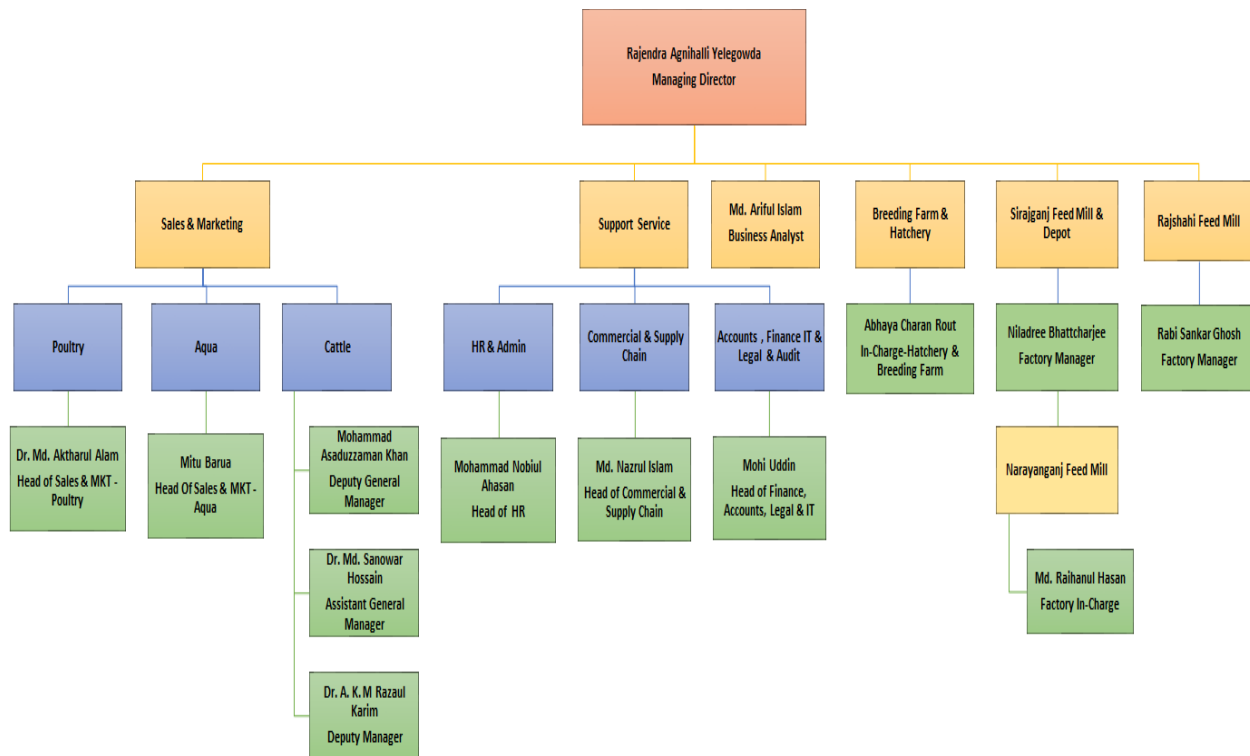 Rajendra Agnihalli Yelegowda
Managing Director
Sales & Marketing
Support Service
Md. Ariful Islam
Business Analyst
Breeding Farm &
Hatchery
Sirajganj Feed Mill &
Depot
Rajshahi Feed Mill
Poultry
Aqua
Cattle
HR & Admin
Commercial & Supply
Chain
Accounts , Finance IT &
Legal & Audit
Abhaya Charan Rout
In-Charge-Hatchery &
Breeding Farm
Niladree Bhattcharjee
Factory Manager
Rabi Sankar Ghosh
Factory Manager
Dr. Md. Aktharul Alam
Head of Sales & MKT -
Poultry
Mitu Barua
Head Of Sales & MKT -
Aqua
Mohammad
Asaduzzaman Khan
Deputy General
Manager
Mohammad Nobiul
Ahasan
Head of HR
Md. Nazrul Islam
Head of Commercial &
Supply Chain
Mohi Uddin
Head of Finance,
Accounts, Legal & IT
Narayanganj Feed Mill
Dr. Md. Sanowar
Hossain
Assistant General
Manager
Md. Raihanul Hasan
Factory In-Charge
Dr. A. K. M Razaul
Karim
Deputy Manager